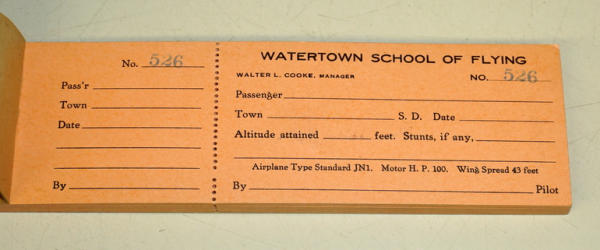 No. 526
Pass'r
Town
Date
By
WATERTOWN SCHOOL OF FLYING
WALTER L. COOKE, MANAGER NO. 526
Passenger
Town S. D. Date
Altitude attained feet. Stunts, if any,
Airplane Type Standard JN1. Motor H. P. 100. Wing Spread 43 feet
By Pilot